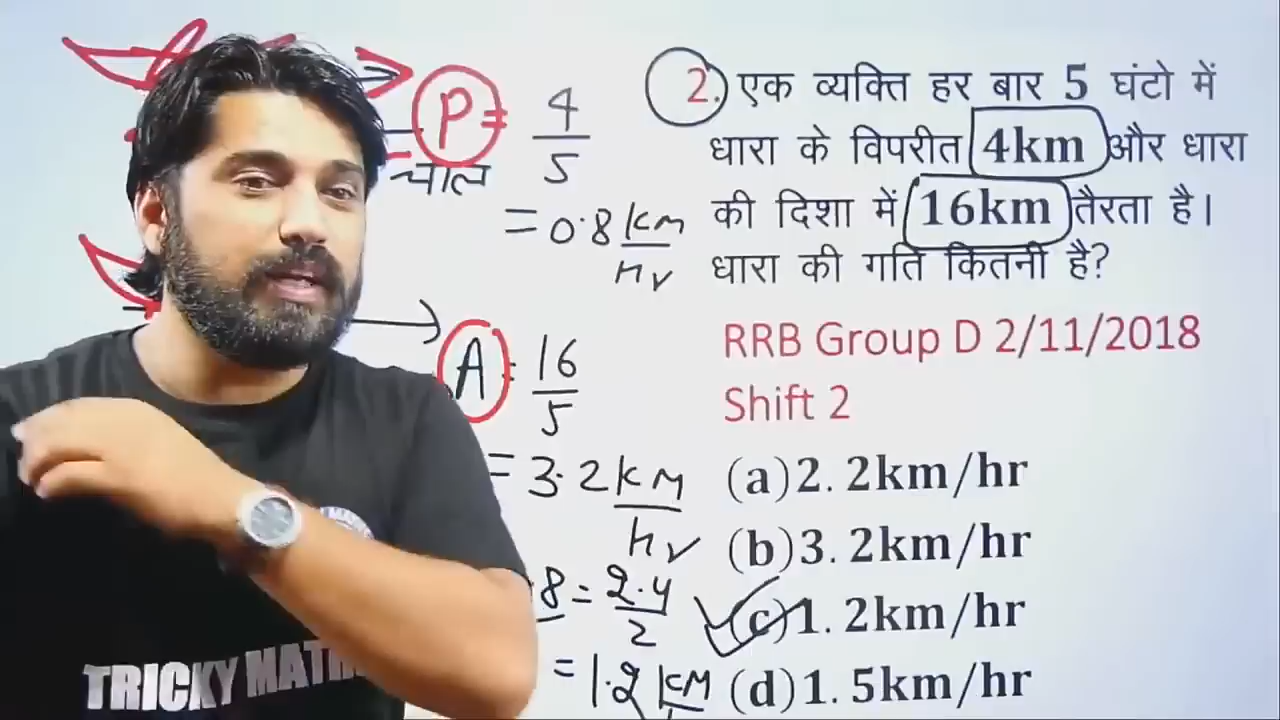 P = 4/5
चाल
= 0.8 km/hr
A = 16/5
= 3.2 km/hr
8 = 2.4/2
= 1.2 km
2. एक व्यक्ति हर बार 5 घंटो में
धारा के विपरीत 4km और धारा
की दिशा में 16km तैरता है।
धारा की गति कितनी है?
RRB Group D 2/11/2018
Shift 2
(a) 2. 2km/hr
(b) 3. 2km/hr
(c) 1. 2km/hr
(d) 1. 5km/hr
TRICKY MAT